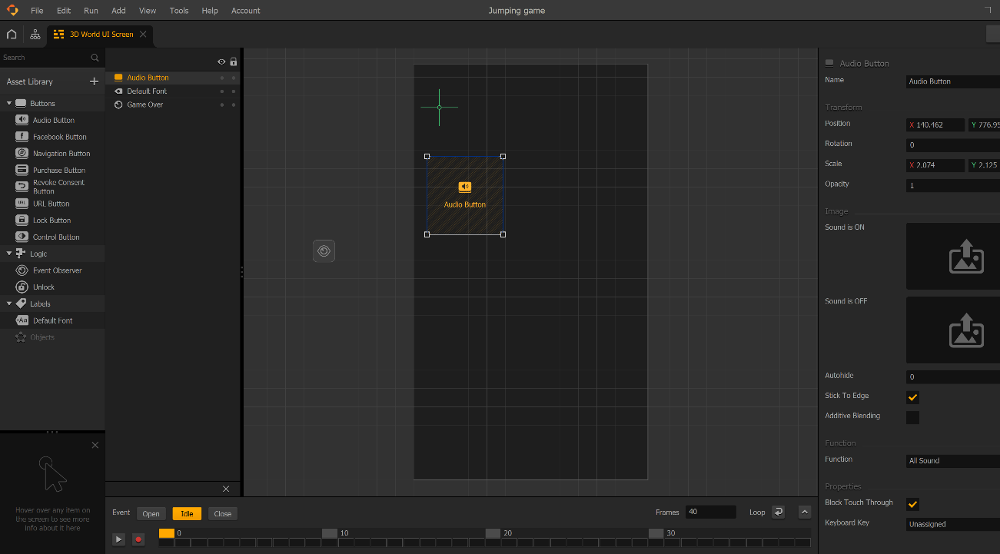 File Edit Run Add View Tools Help Account Jumping game
3D World UI Screen
Search
Asset Library
Buttons
Audio Button
Facebook Button
Navigation Button
Purchase Button
Revoke Consent
Button
URL Button
Lock Button
Control Button
Logic
Event Observer
Unlock
Labels
Default Font
Objects
Hover over any item on
the screen to see more
info about it here
Audio Button
Default Font
Game Over
Audio Button
Audio Button
Name Audio Button
Transform
Position X 140.462 Y 776.95
Rotation 0
Scale X 2.074 Y 2.125
Opacity 1
Image
Sound is ON
Sound is OFF
Autohide 0
Stick To Edge
Additive Blending
Function
Function All Sound
Properties
Block Touch Through
Keyboard Key Unassigned
Event Open Idle Close Frames 40 Loop
0 10 20 30